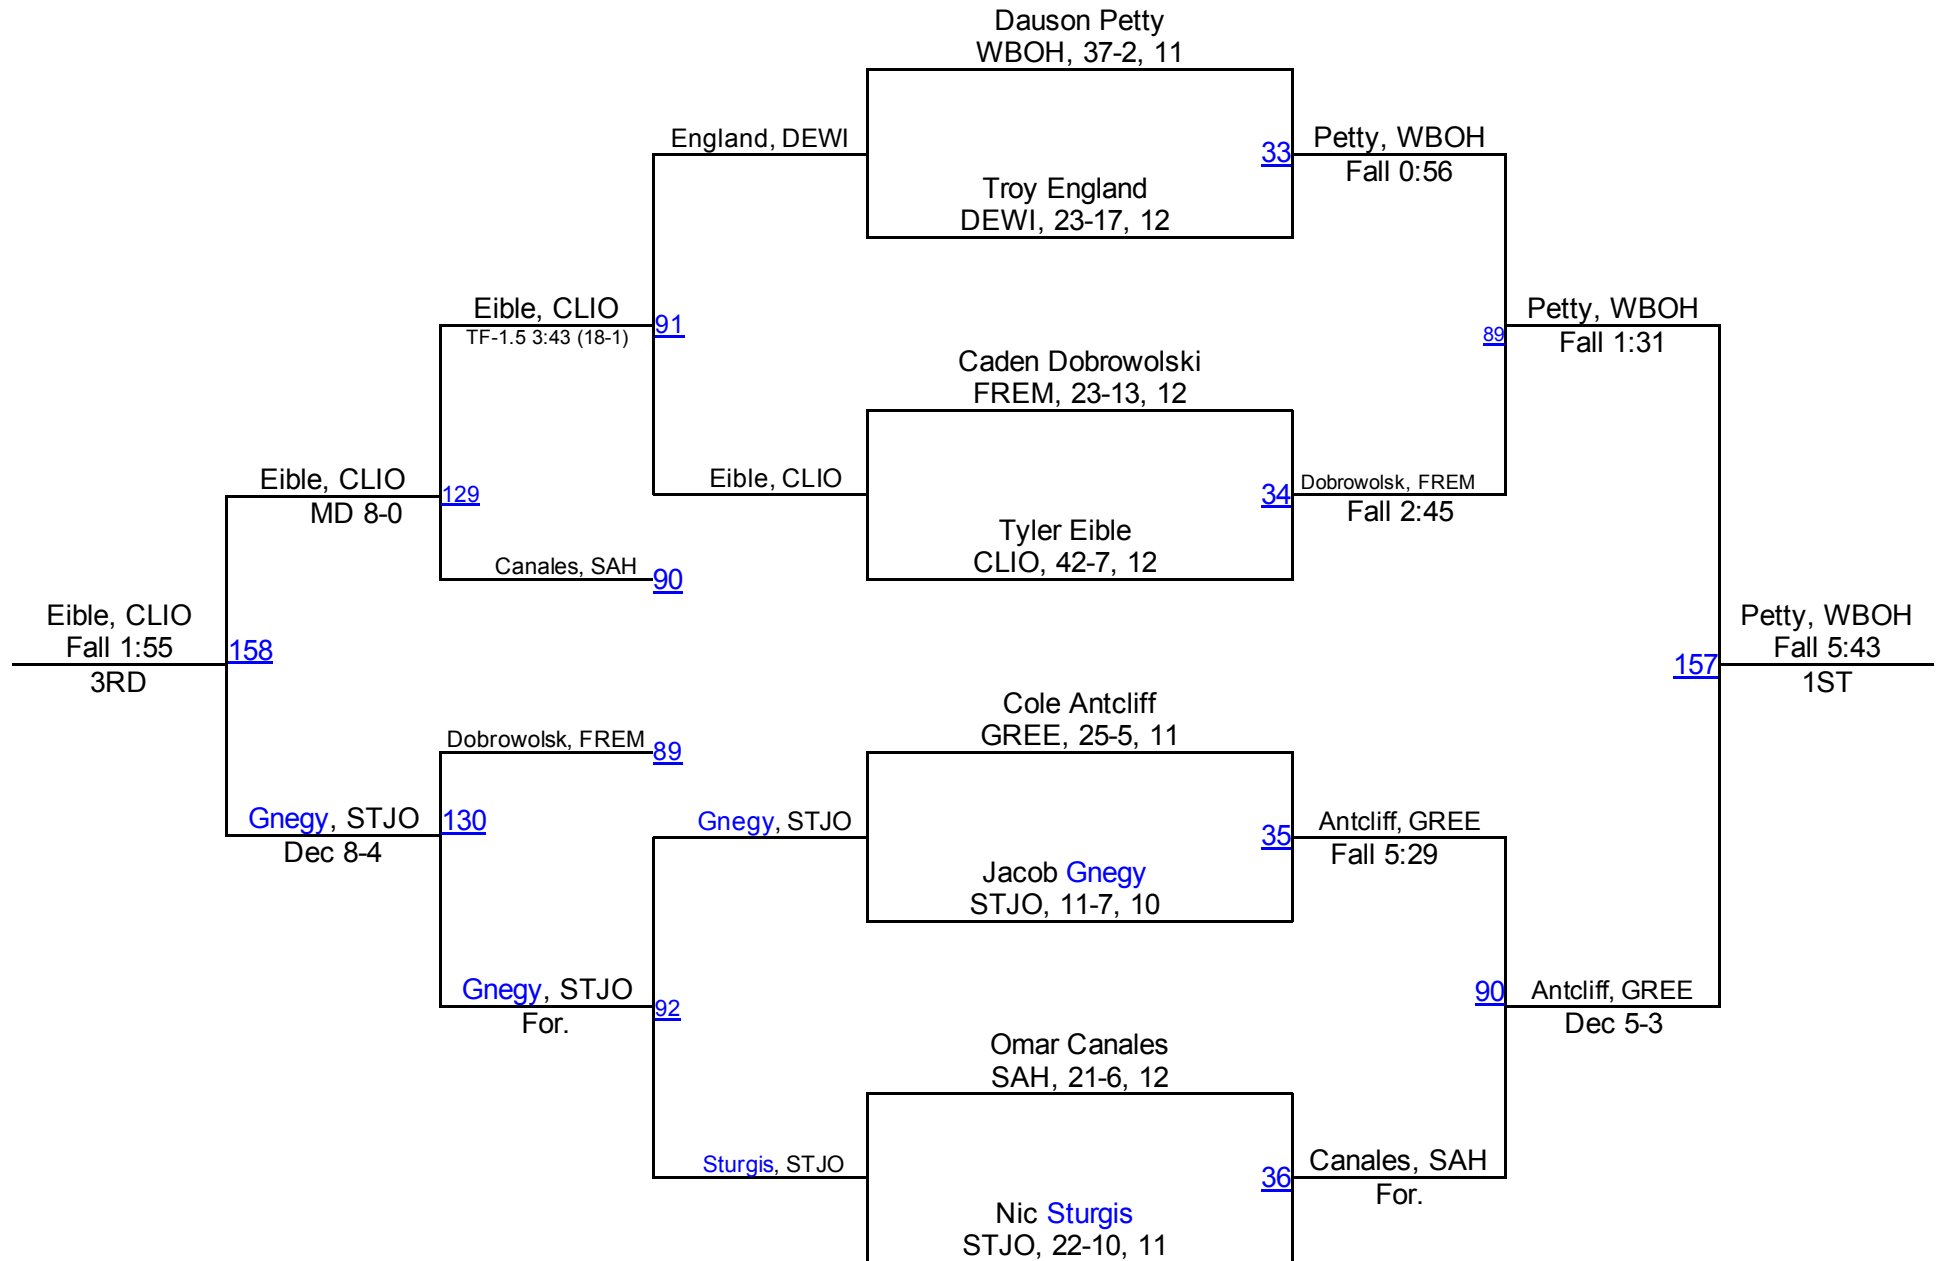 Dauson Petty
WBOH, 37-2, 11
England, DEWI
33
Petty, WBOH
Fall 0:56
Troy England
DEWI, 23-17, 12
Eible, CLIO
TF-1.5 3:43 (18-1)
91
89
Petty, WBOH
Fall 1:31
Caden Dobrowolski
FREM, 23-13, 12
Eible, CLIO
MD 8-0
129
Eible, CLIO
34
Dobrowolsk, FREM
Fall 2:45
Tyler Eible
CLIO, 42-7, 12
Canales, SAH
90
Eible, CLIO
Fall 1:55
3RD
158
157
Petty, WBOH
Fall 5:43
1ST
Cole Antcliff
GREE, 25-5, 11
Dobrowolsk, FREM
89
Gnegy, STJO
Dec 8-4
130
Gnegy, STJO
35
Antcliff, GREE
Fall 5:29
Jacob Gnegy
STJO, 11-7, 10
Gnegy, STJO
For.
92
90
Antcliff, GREE
Dec 5-3
Omar Canales
SAH, 21-6, 12
Sturgis, STJO
36
Canales, SAH
For.
Nic Sturgis
STJO, 22-10, 11